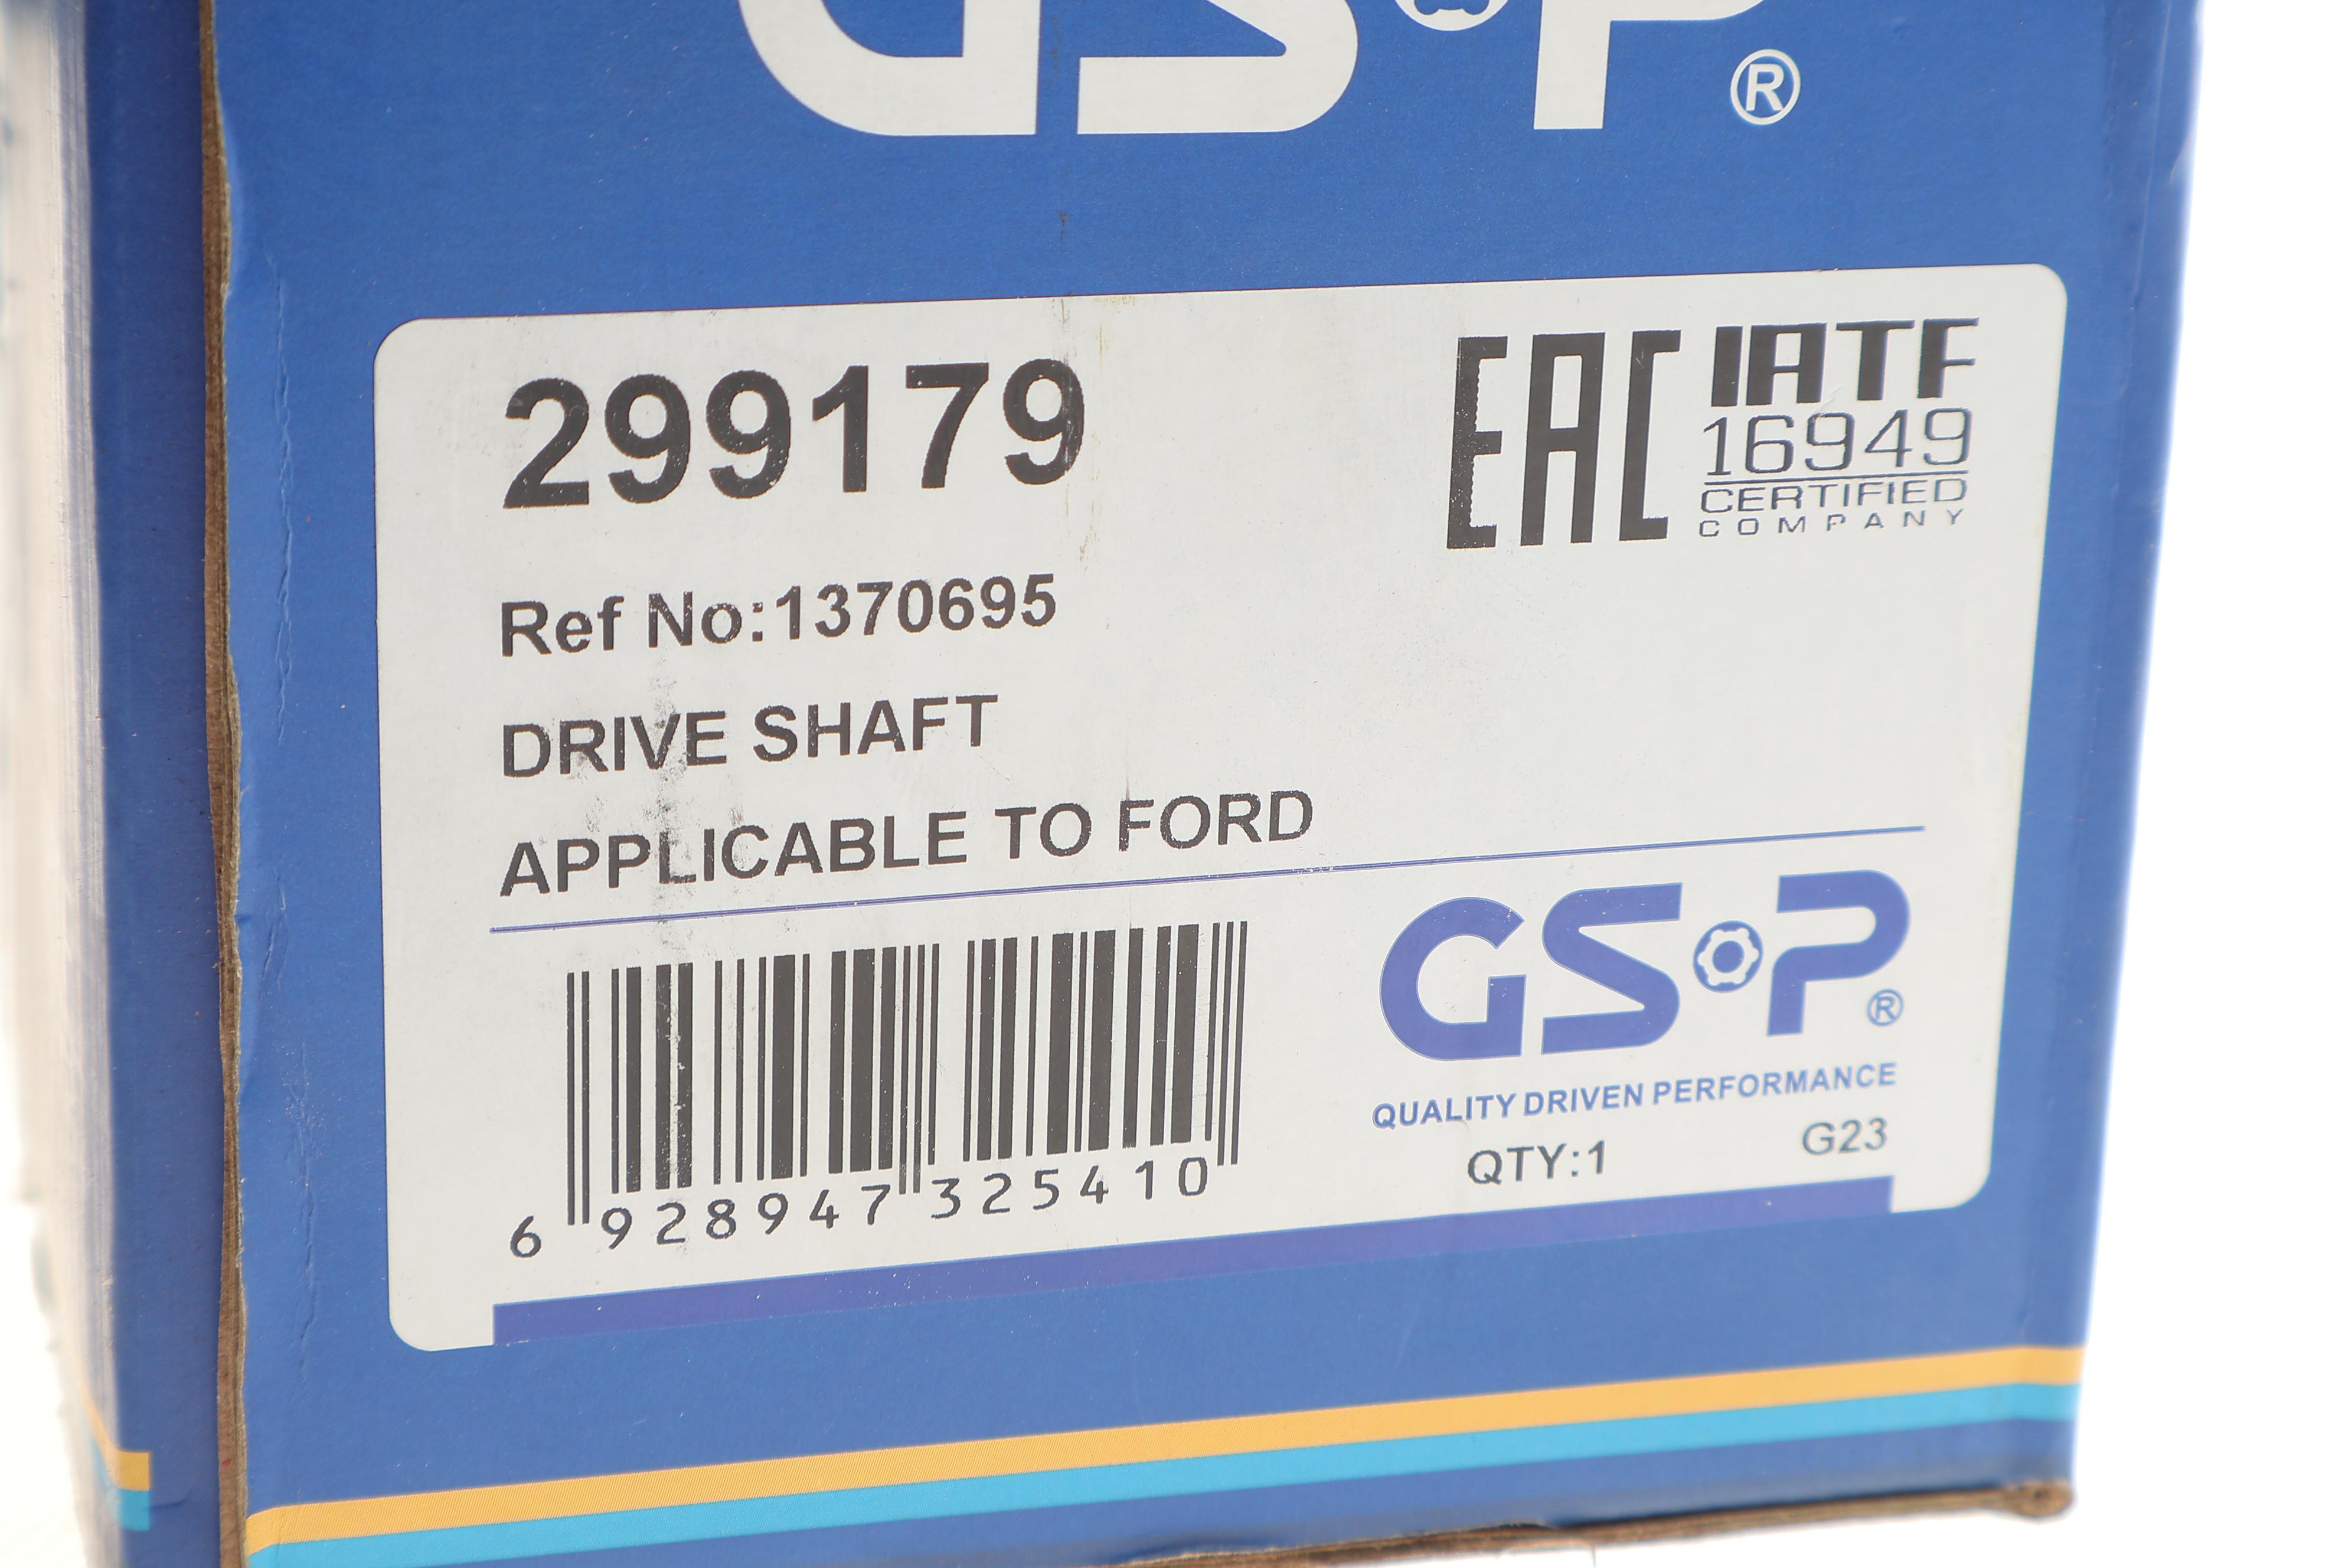 GSP®
299179
EAC
IATF
16949
CERTIFIED
COMPANY
Ref No:1370695
DRIVE SHAFT
APPLICABLE TO FORD
GSP®
QUALITY DRIVEN PERFORMANCE
QTY:1 G23
6 928947 325410